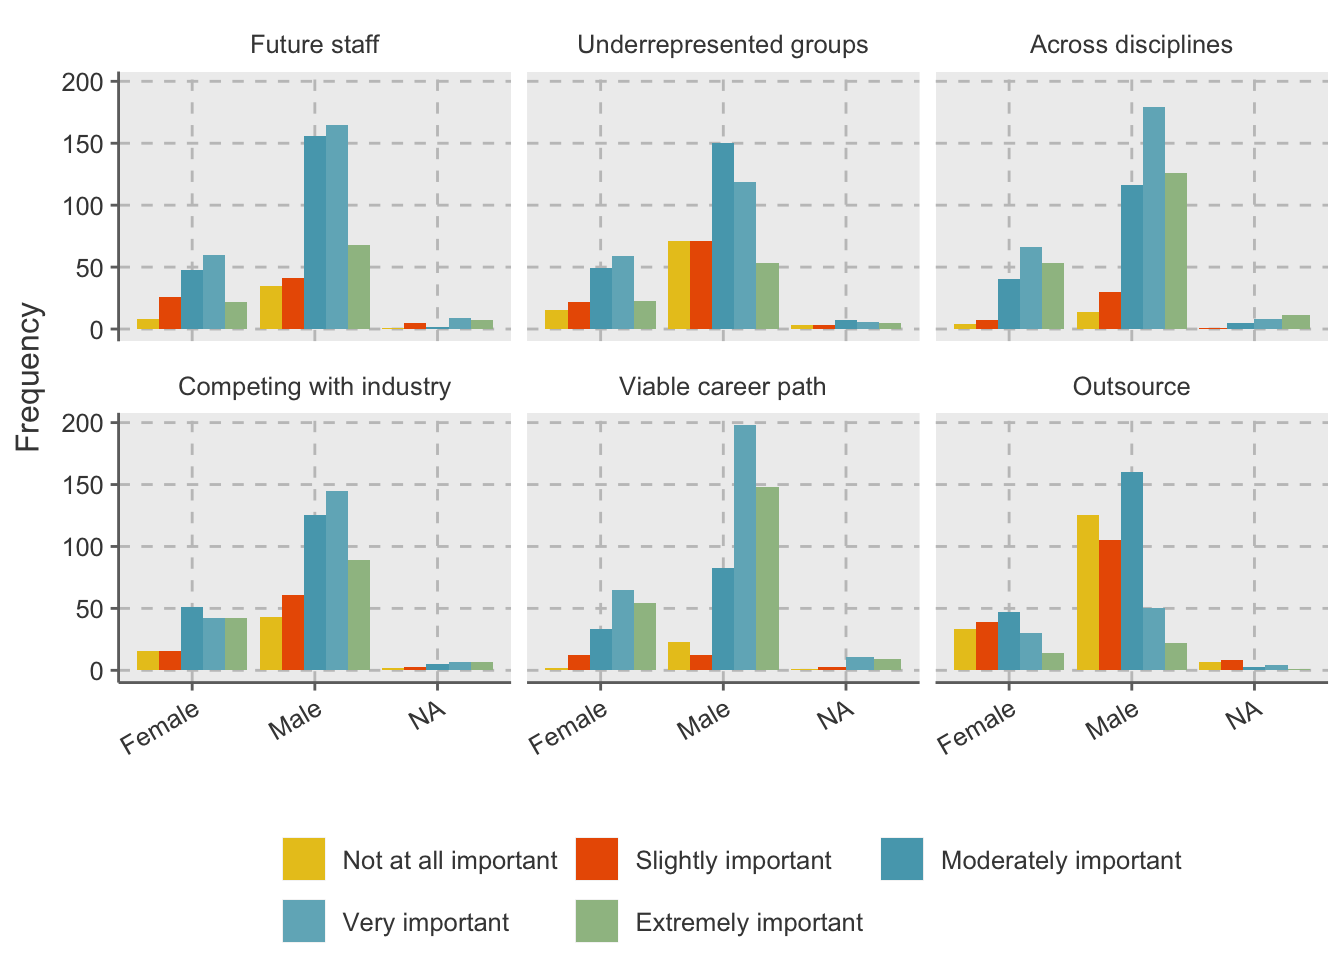 Future staff
Underrepresented groups
Across disciplines
200
150
100
50
0
Frequency
Competing with industry
Viable career path
Outsource
200
150
100
50
0
Female
Male
NA
Female
Male
NA
Female
Male
NA
Not at all important
Slightly important
Moderately important
Very important
Extremely important